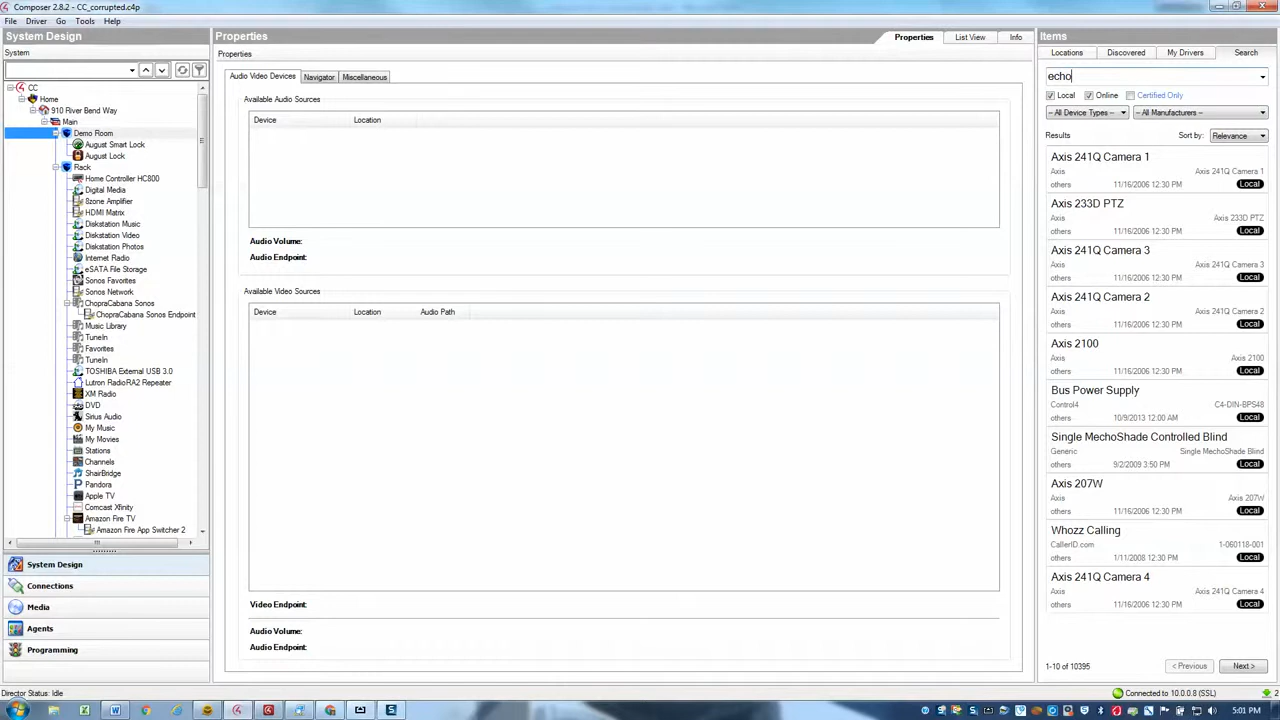 Composer 2.8.2 - CC_corrupted.c4p
File Driver Go Tools Help
System Design
System
CC
Home
910 River Bend Way
Main
Demo Room
August Smart Lock
August Lock
Rack
Home Controller HC800
Digital Media
8zone Amplifier
HDMI Matrix
Diskstation Music
Diskstation Video
Diskstation Photos
Internet Radio
eSATA File Storage
Sonos Favorites
Sonos Network
ChopraCabana Sonos
ChopraCabana Sonos Endpoint
Music Library
TuneIn
Favorites
TuneIn
TOSHIBA External USB 3.0
Lutron RadioRA2 Repeater
XM Radio
DVD
Sirius Audio
My Music
My Movies
Stations
Channels
ShairBridge
Pandora
Apple TV
Comcast Xfinity
Amazon Fire TV
Amazon Fire App Switcher 2
System Design
Connections
Media
Agents
Programming
Director Status: Idle
Properties
Properties List View Info
Properties
Audio Video Devices Navigator Miscellaneous
Available Audio Sources
Device Location
Audio Volume:
Audio Endpoint:
Available Video Sources
Device Location Audio Path
Video Endpoint:
Audio Volume:
Audio Endpoint:
Items
Locations Discovered My Drivers Search
echo
Local Online Certified Only
-- All Device Types -- -- All Manufacturers --
Results Sort by: Relevance
Axis 241Q Camera 1
Axis Axis 241Q Camera 1
others 11/16/2006 12:30 PM Local
Axis 233D PTZ
Axis Axis 233D PTZ
others 11/16/2006 12:30 PM Local
Axis 241Q Camera 3
Axis Axis 241Q Camera 3
others 11/16/2006 12:30 PM Local
Axis 241Q Camera 2
Axis Axis 241Q Camera 2
others 11/16/2006 12:30 PM Local
Axis 2100
Axis Axis 2100
others 11/16/2006 12:30 PM Local
Bus Power Supply
Control4 C4-DIN-BPS48
others 10/9/2013 12:00 AM Local
Single MechoShade Controlled Blind
Generic Single MechoShade Blind
others 9/2/2009 3:50 PM Local
Axis 207W
Axis Axis 207W
others 11/16/2006 12:30 PM Local
Whozz Calling
CallerID.com 1-060118-001
others 1/11/2008 12:30 PM Local
Axis 241Q Camera 4
Axis Axis 241Q Camera 4
others 11/16/2006 12:30 PM Local
1-10 of 10395 < Previous Next >
Connected to 10.0.0.8 (SSL) 2
5:01 PM